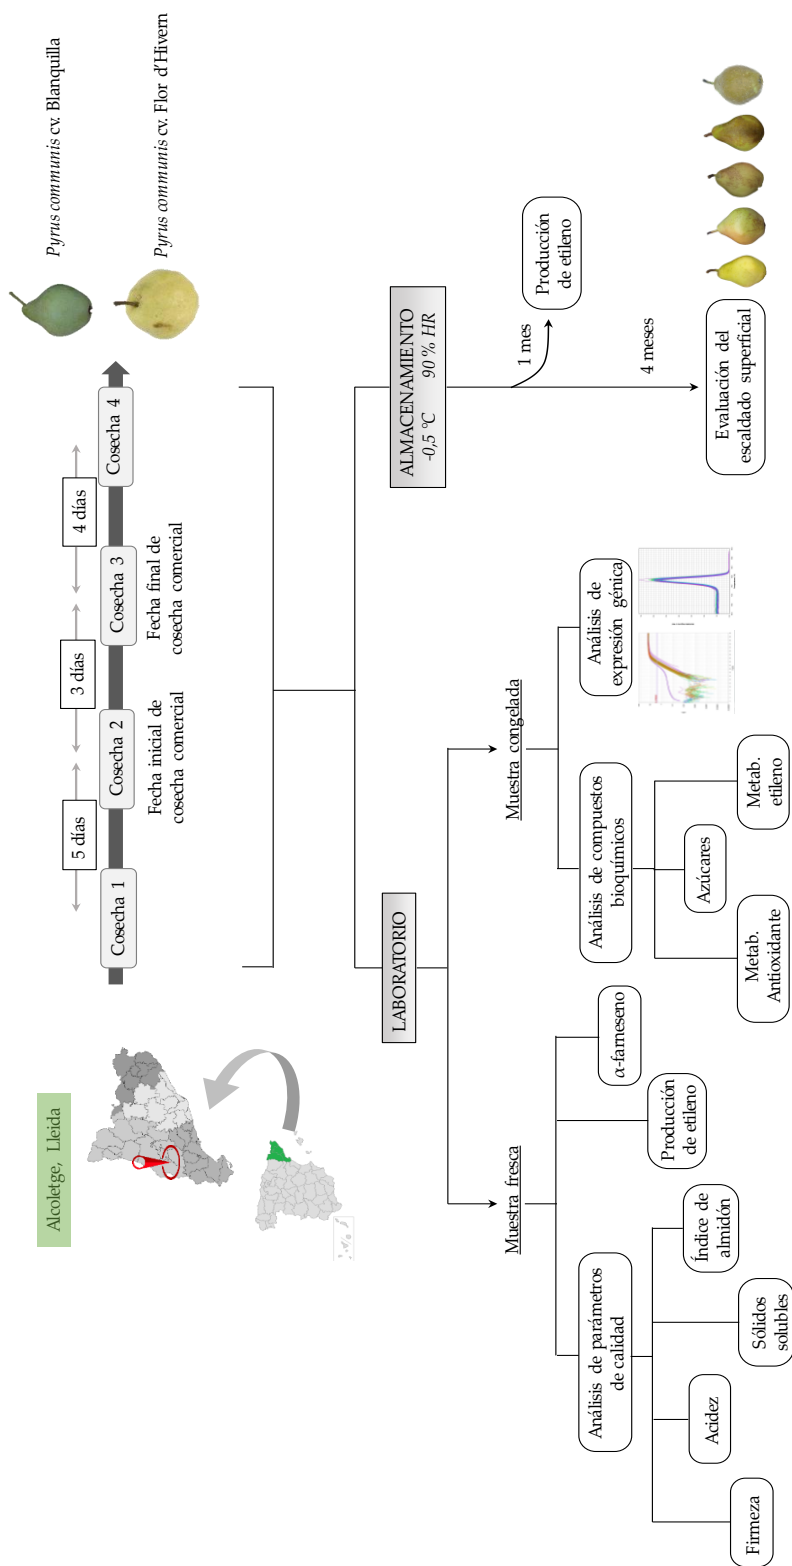 Alcoletge, Lleida
5 días
3 días
4 días
Cosecha 1
Cosecha 2
Cosecha 3
Cosecha 4
Fecha inicial de
cosecha comercial
Fecha final de
cosecha comercial
Pyrus communis cv. Blanquilla
Pyrus communis cv. Flor d'Hivern
LABORATORIO
ALMACENAMIENTO
-0,5 °C 90 % HR
Muestra fresca
Muestra congelada
1 mes
Producción
de etileno
4 meses
Evaluación del
escaldado superficial
Análisis de parámetros
de calidad
Producción
de etileno
α-farneseno
Análisis de compuestos
bioquímicos
Análisis de
expresión génica
Firmeza
Acidez
Sólidos
solubles
Índice de
almidón
Metab.
Antioxidante
Azúcares
Metab.
etileno